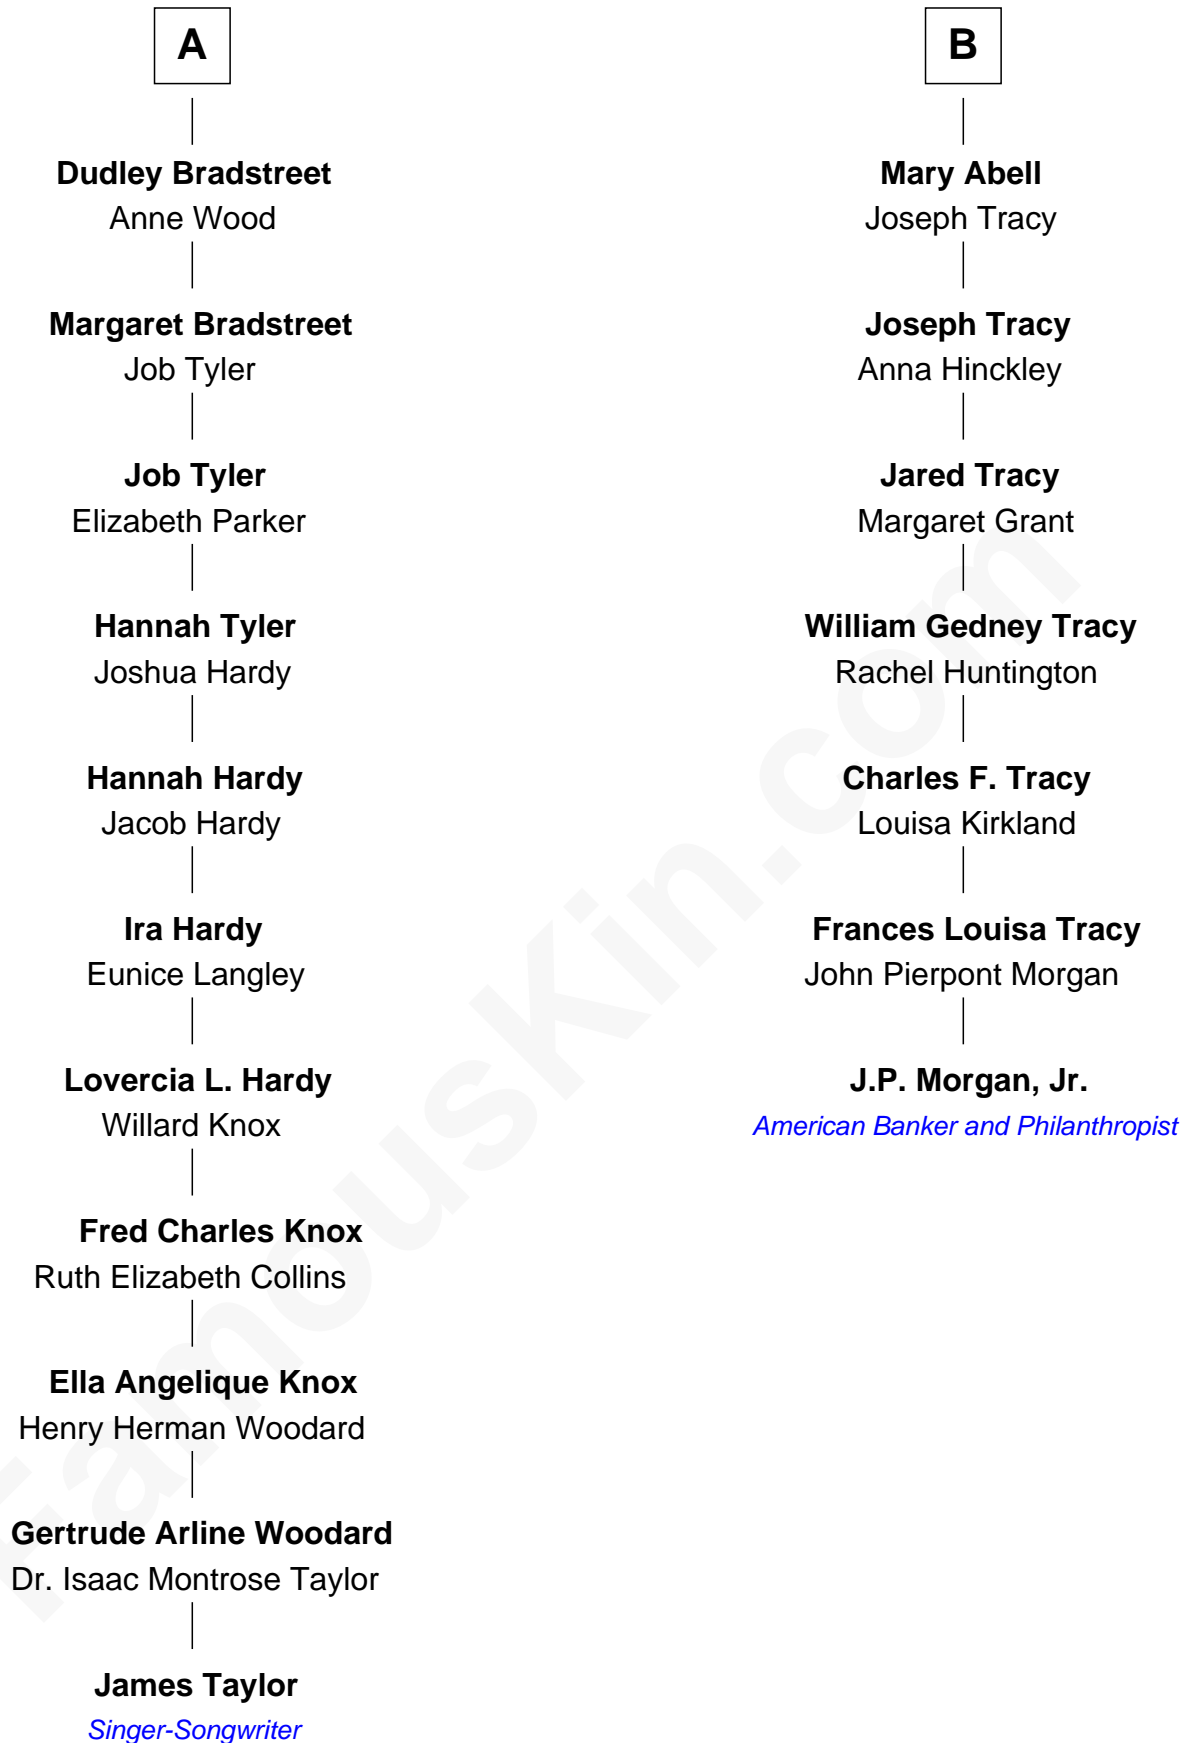 A
Dudley Bradstreet
Anne Wood
Margaret Bradstreet
Job Tyler
Job Tyler
Elizabeth Parker
Hannah Tyler
Joshua Hardy
Hannah Hardy
Jacob Hardy
Ira Hardy
Eunice Langley
Lovercia L. Hardy
Willard Knox
Fred Charles Knox
Ruth Elizabeth Collins
Ella Angelique Knox
Henry Herman Woodard
Gertrude Arline Woodard
Dr. Isaac Montrose Taylor
James Taylor
Singer-Songwriter
B
Mary Abell
Joseph Tracy
Joseph Tracy
Anna Hinckley
Jared Tracy
Margaret Grant
William Gedney Tracy
Rachel Huntington
Charles F. Tracy
Louisa Kirkland
Frances Louisa Tracy
John Pierpont Morgan
J.P. Morgan, Jr.
American Banker and Philanthropist
FamousKin.com